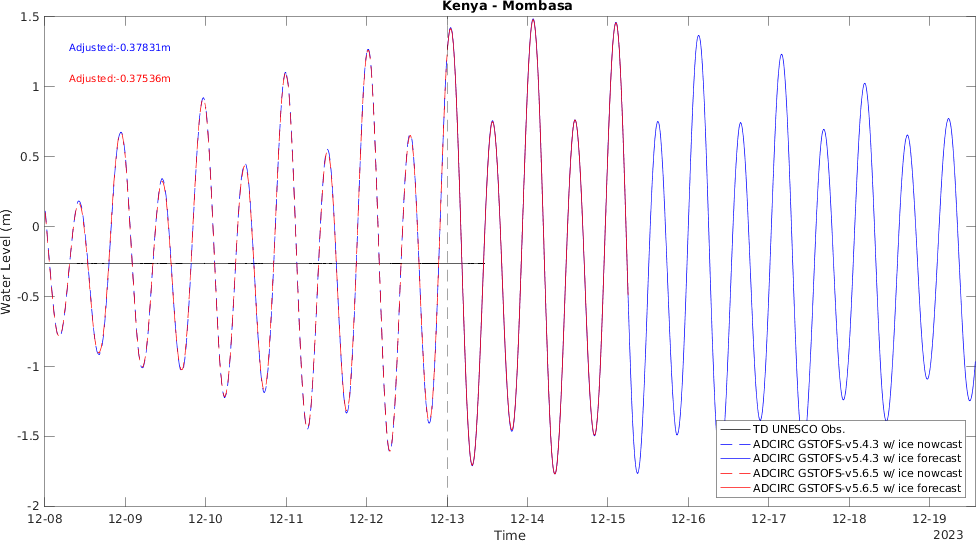 Kenya - Mombasa
Adjusted:-0.37831m
Adjusted:-0.37536m
Water Level (m)
1.5
1
0.5
0
-0.5
-1
-1.5
-2
TD UNESCO Obs.
ADCIRC GSTOFS-v5.4.3 w/ ice nowcast
ADCIRC GSTOFS-v5.4.3 w/ ice forecast
ADCIRC GSTOFS-v5.6.5 w/ ice nowcast
ADCIRC GSTOFS-v5.6.5 w/ ice forecast
12-08 12-09 12-10 12-11 12-12 12-13 12-14 12-15 12-16 12-17 12-18 12-19
Time
2023